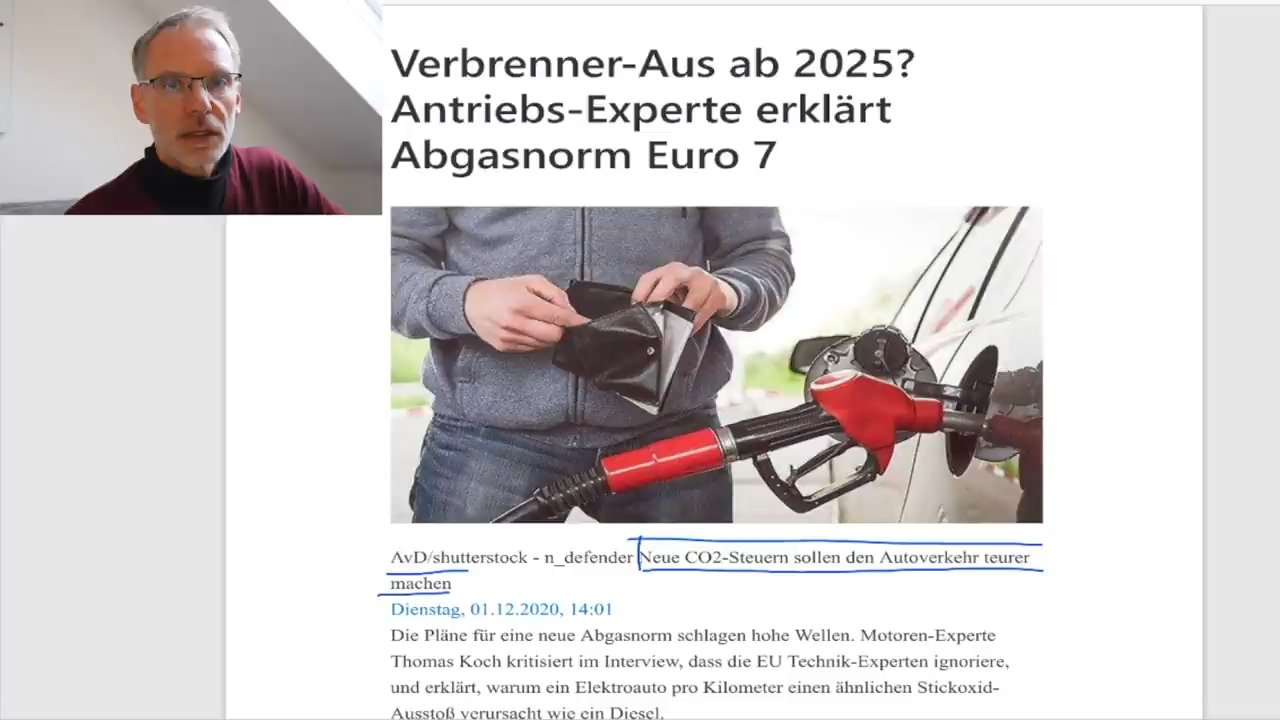 Verbrenner-Aus ab 2025?
Antriebs-Experte erklärt
Abgasnorm Euro 7
AvD/shutterstock - n_defender Neue CO2-Steuern sollen den Autoverkehr teurer
machen
Dienstag, 01.12.2020, 14:01
Die Pläne für eine neue Abgasnorm schlagen hohe Wellen. Motoren-Experte
Thomas Koch kritisiert im Interview, dass die EU Technik-Experten ignoriere,
und erklärt, warum ein Elektroauto pro Kilometer einen ähnlichen Stickoxid-
Ausstoß verursacht wie ein Diesel.